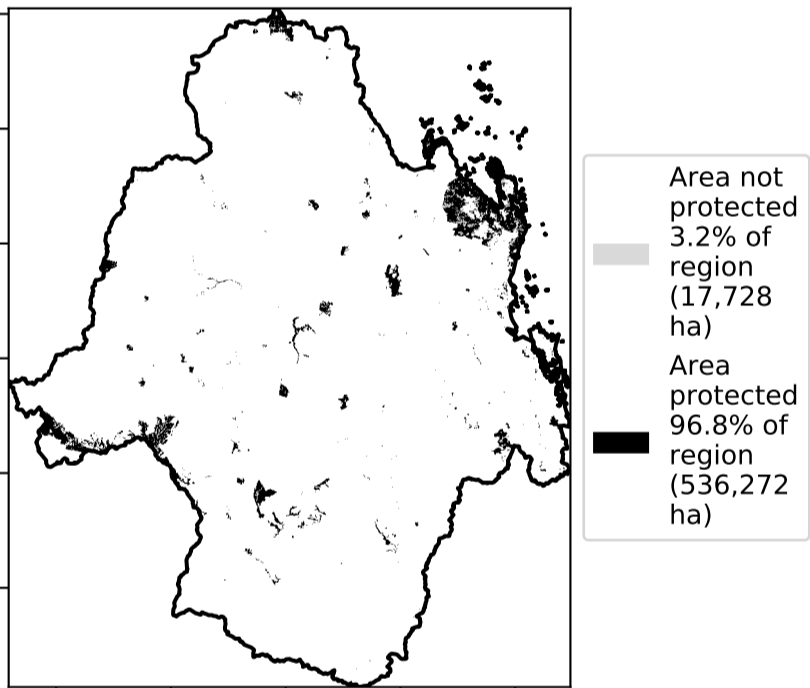 Area not
protected
3.2% of
region
(17,728
ha)
Area
protected
96.8% of
region
(536,272
ha)